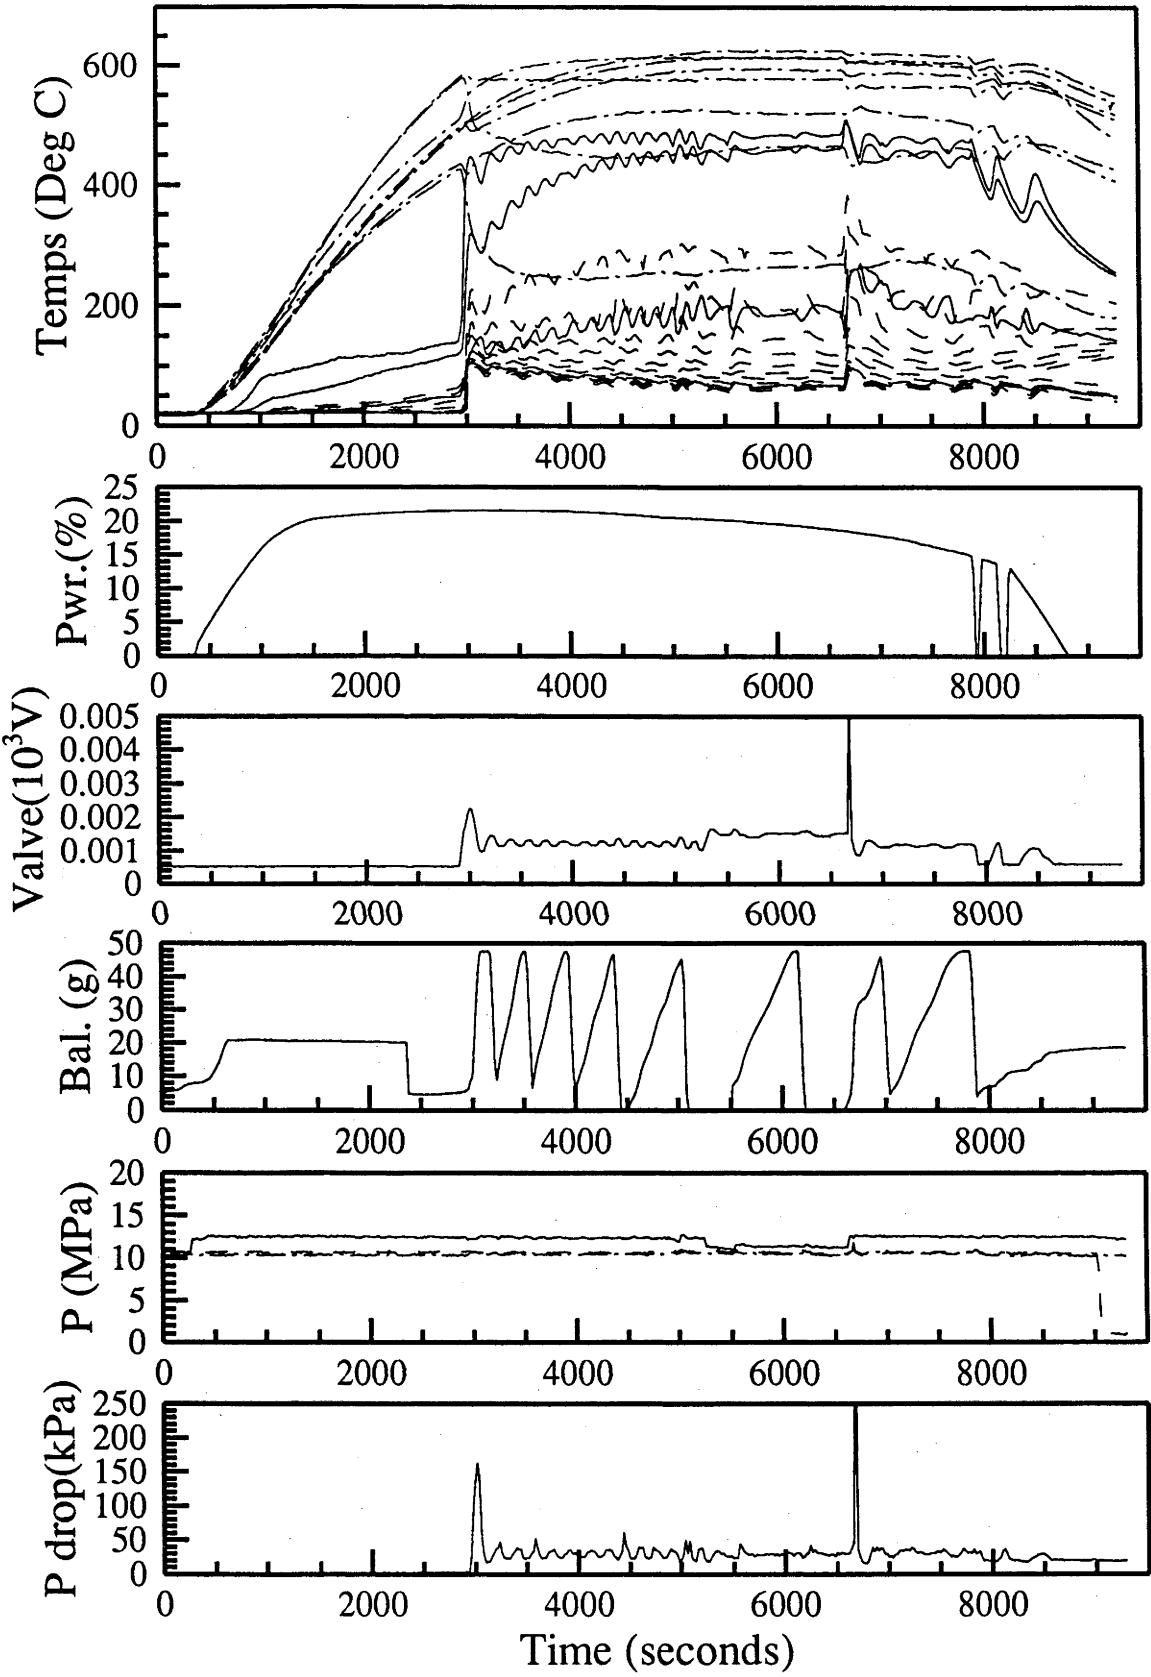 Temps (Deg C)
600
400
200
0
0 2000 4000 6000 8000
Pwr.(%)
25
20
15
10
5
0
0 2000 4000 6000 8000
Valve(10³V)
0.005
0.004
0.003
0.002
0.001
0
0 2000 4000 6000 8000
Bal. (g)
50
40
30
20
10
0
0 2000 4000 6000 8000
P (MPa)
20
15
10
5
0
0 2000 4000 6000 8000
P drop(kPa)
250
200
150
100
50
0
0 2000 4000 6000 8000
Time (seconds)